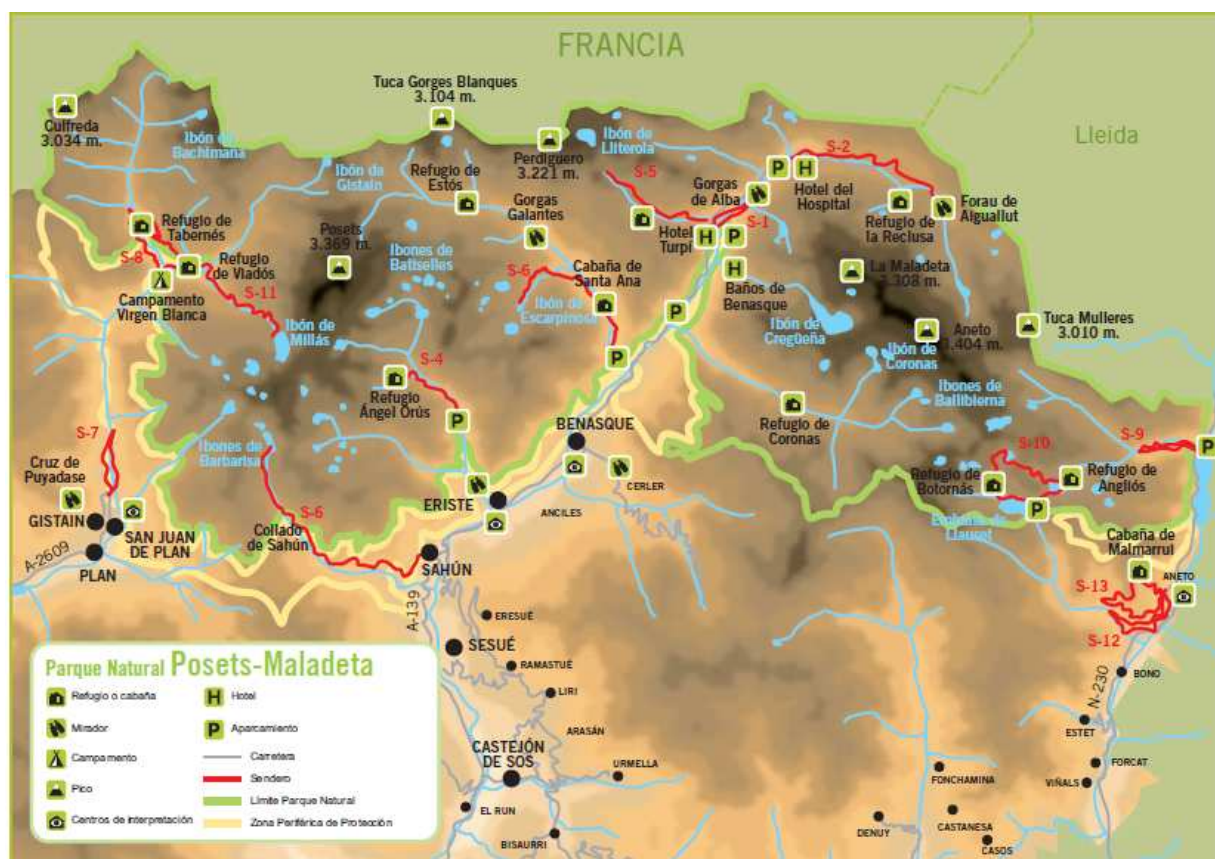 FRANCIA
Lleida
Culfreda
3.034 m.
Ibón de
Bachimaña
Tuca Gorges Blanques
3.104 m.
Ibón de
Gistain
Refugio de
Estós
Perdiguero
3.221 m.
Ibón de
Lliterola
S-5
Gorgas
de Alba
S-2
Hotel del
Hospital
Refugio de
la Reclusa
Forau de
Aiguallut
Refugio de
Tabernés
S-8
Refugio
de Viadós
Campamento
Virgen Blanca
S-11
Ibón de
Millás
Posets
3.369 m.
Ibones de
Batiselles
Gorgas
Galantes
S-6
Ibón de
Escarpinosa
Cabaña de
Santa Ana
Hotel
Turpi
S-1
Baños de
Benasque
La Maladeta
3.308 m.
Ibón de
Cregüeña
Aneto
3.404 m.
Ibón de
Coronas
Tuca Mulleres
3.010 m.
S-4
Refugio
Ángel Orús
Ibones de
Ballibierna
Refugio de
Coronas
S-7
Cruz de
Puyadase
GISTAIN
SAN JUAN
DE PLAN
PLAN
A-2609
Ibones de
Barbarisa
S-6
Collado
de Sahún
ERISTE
SAHÚN
BENASQUE
CERLER
ANCILES
S-10
S-9
Refugio de
Botornás
Refugio de
Angliós
Embalse de
Llauset
Cabaña de
Malmarrui
ANETO
S-13
S-12
A-139
ERESUÉ
SESUÉ
RAMASTUÉ
LIRI
ARASÁN
CASTEJÓN
DE SOS
URMELLA
EL RUN
BISAURRI
BONO
N-230
ESTET
FORCAT
VIÑALS
FONCHAMINA
DENUY
CASTANESA
CASOS
Parque Natural Posets-Maladeta
Refugio o cabaña
Mirador
Campamento
Pico
Centros de interpretación
H Hotel
P Aparcamiento
Carretera
Sendero
Límite Parque Natural
Zona Periférica de Protección